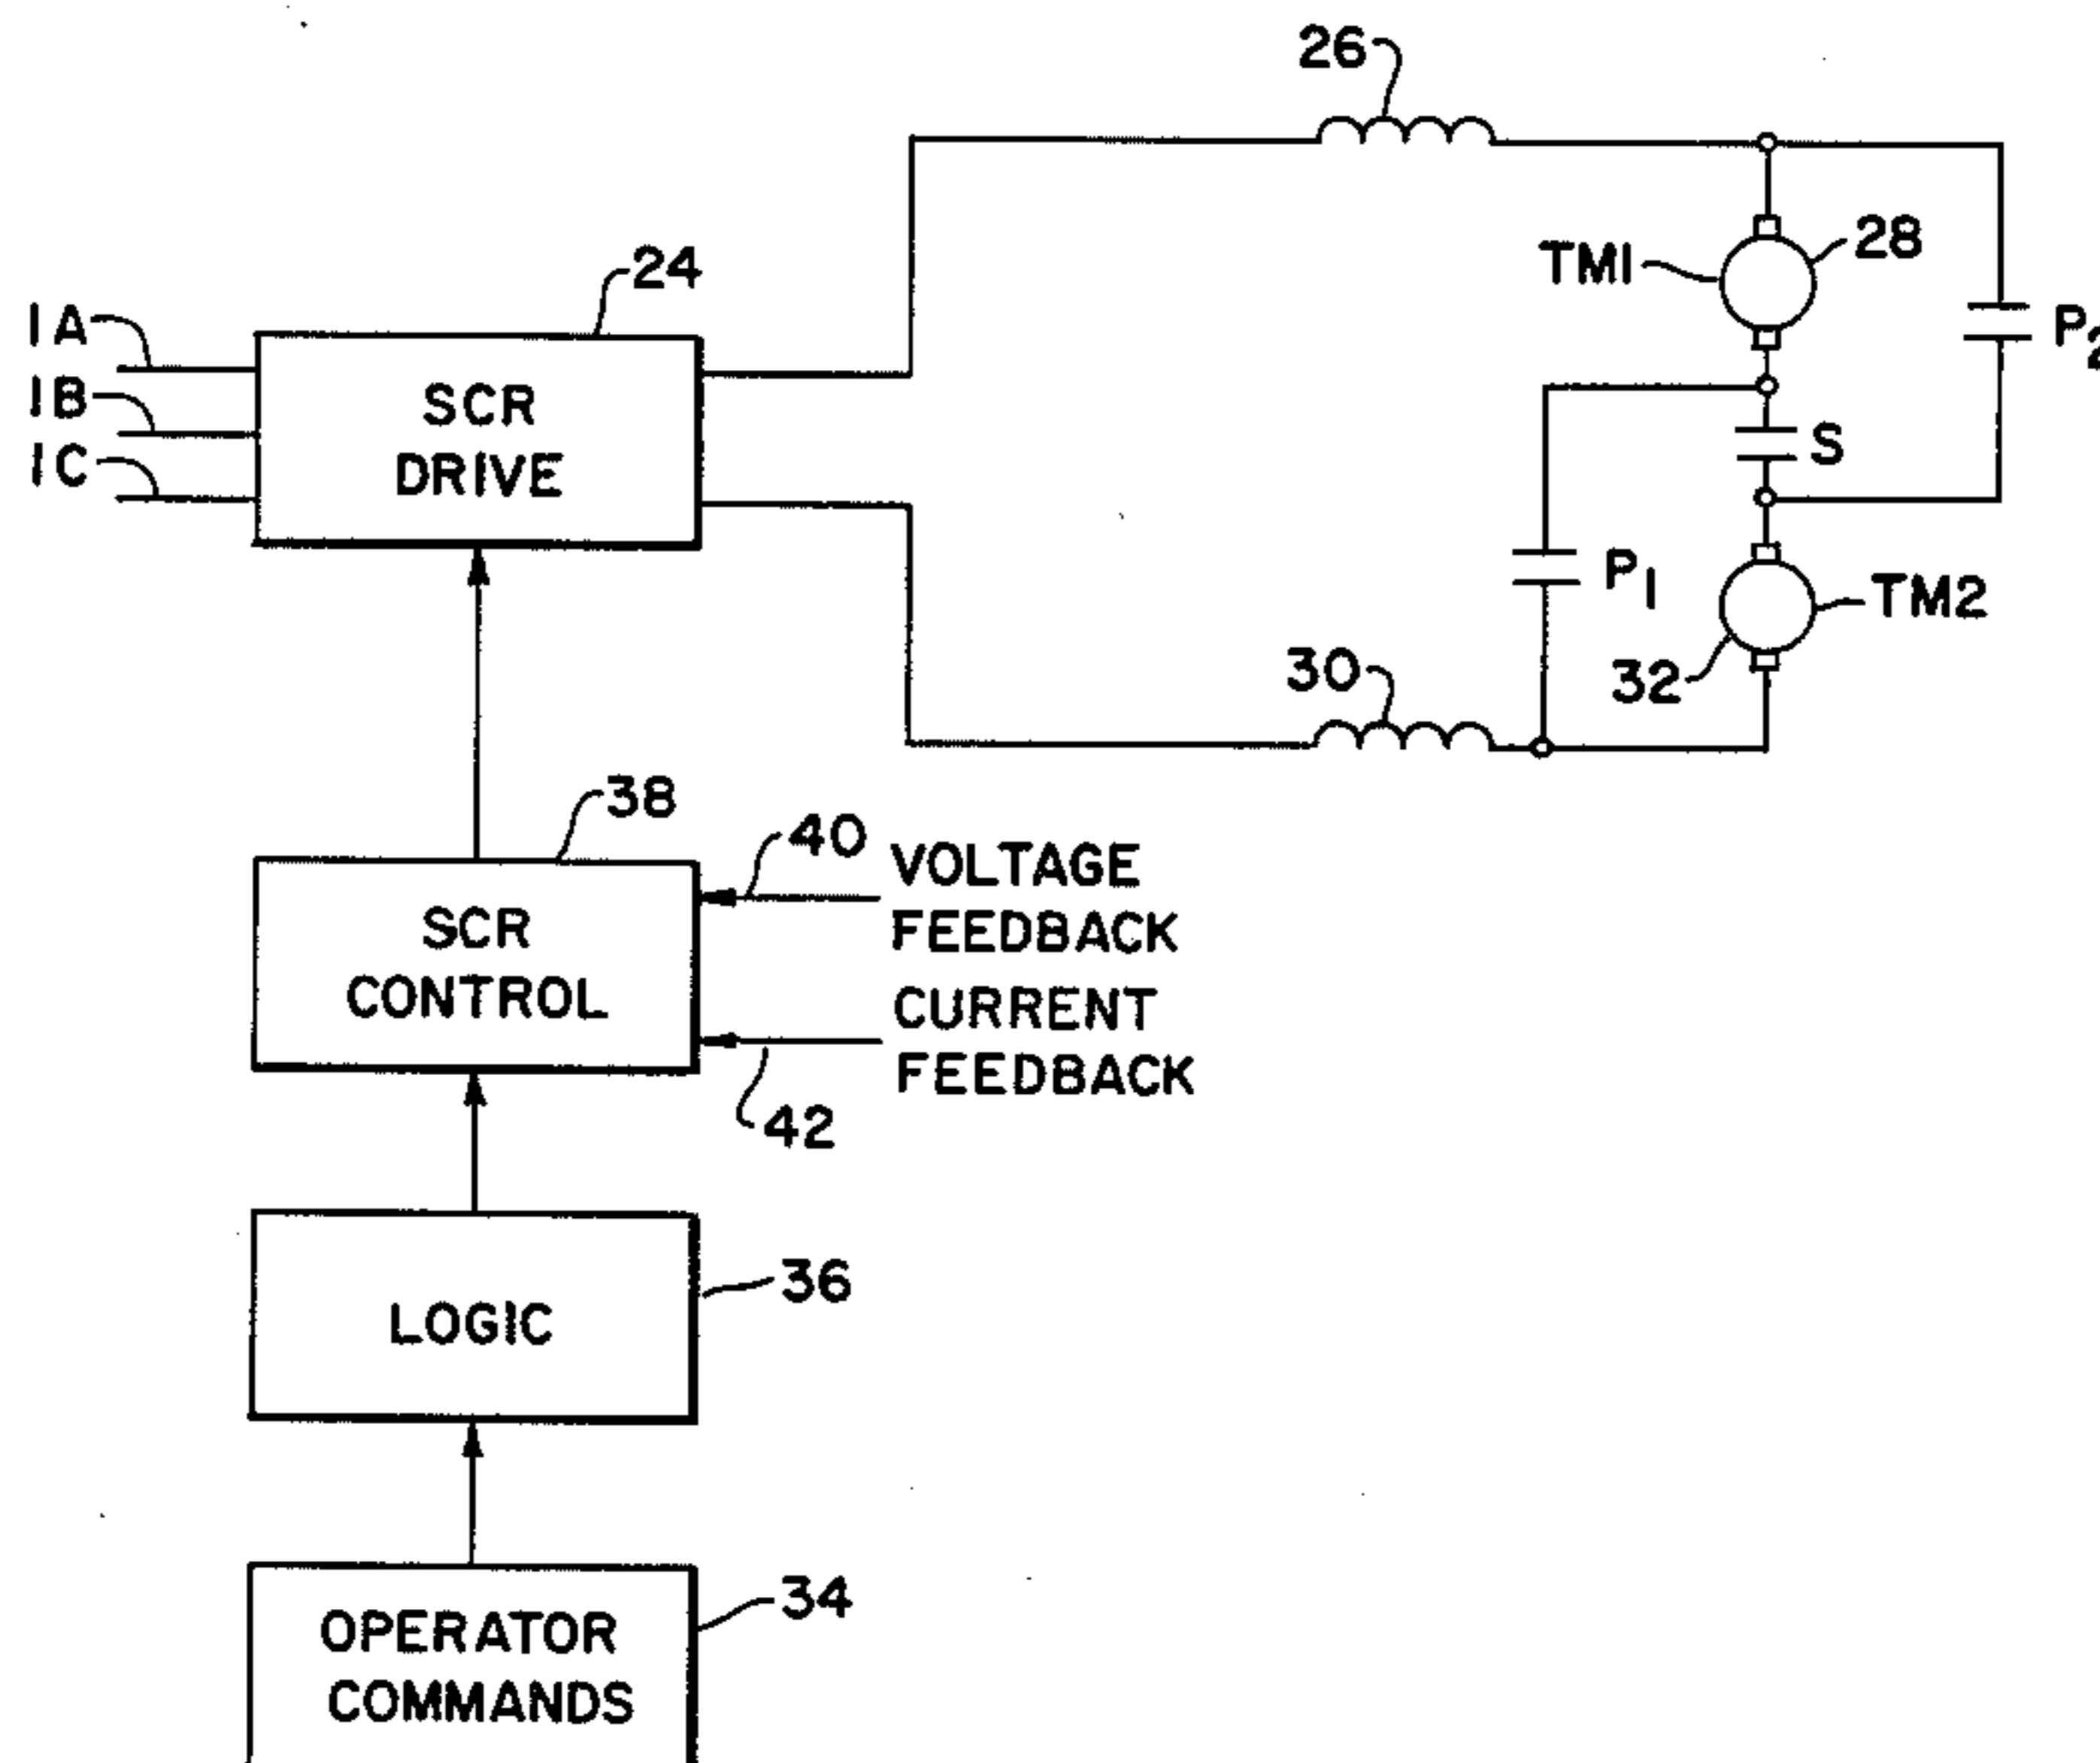 26
28
TM1
24
P2
1A
SCR
DRIVE
1B
S
1C
P1
TM2
30
32
38
40
VOLTAGE
FEEDBACK
SCR
CONTROL
CURRENT
FEEDBACK
42
36
LOGIC
34
OPERATOR
COMMANDS